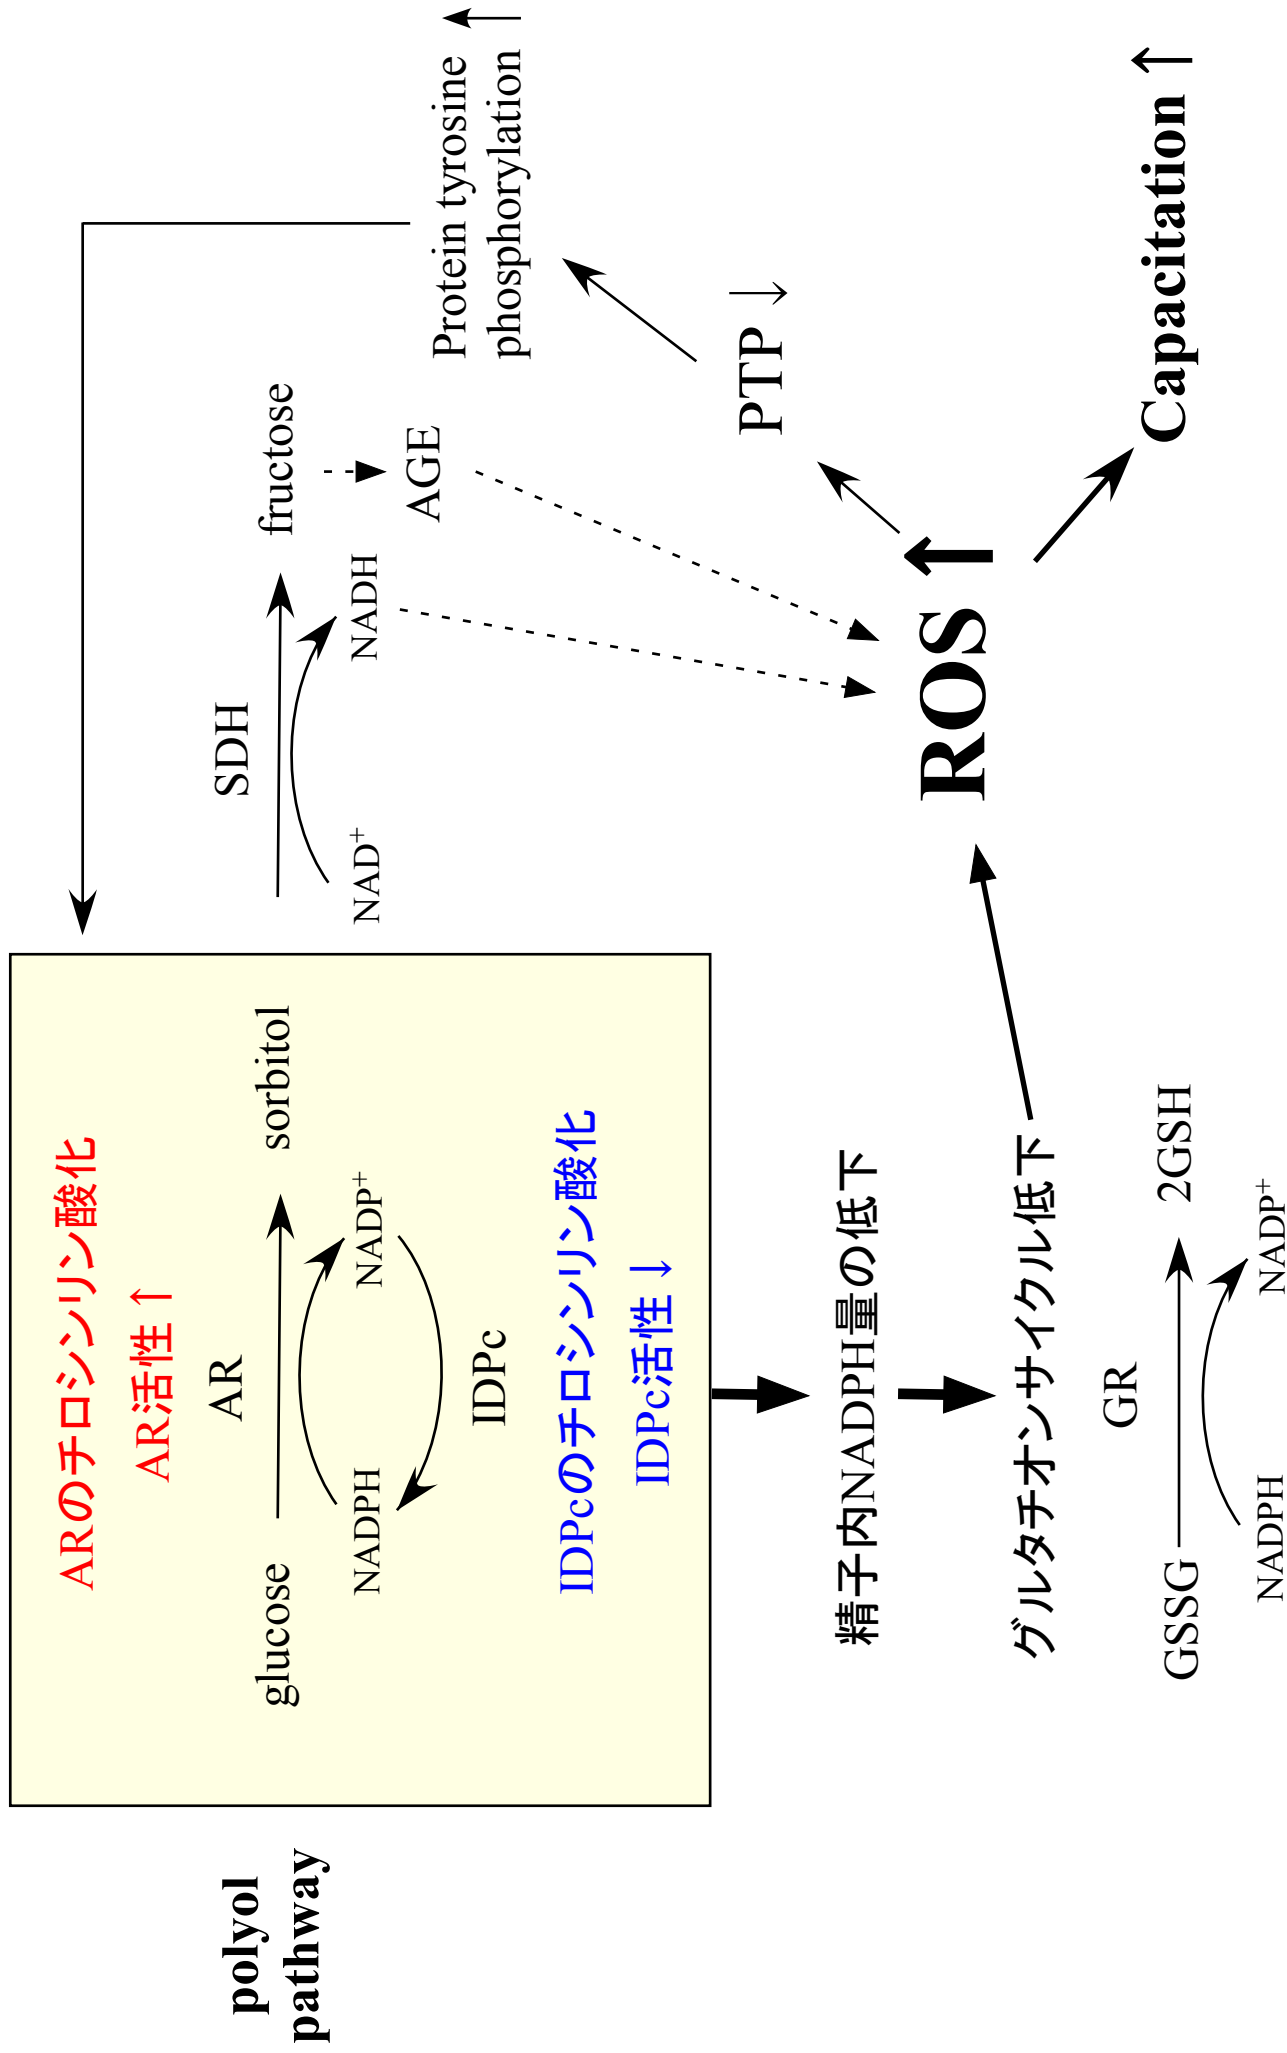 polyol
pathway
ARのチロシンリン酸化
AR活性↑
AR
glucose
sorbitol
NADPH
NADP⁺
IDPc
IDPcのチロシンリン酸化
IDPc活性↓
SDH
fructose
NAD⁺
NADH
AGE
Protein tyrosine
phosphorylation
PTP ↓
ROS ↑
Capacitation ↑
精子内NADPH量の低下
グルタチオンサイクル低下
GR
GSSG
2GSH
NADPH
NADP⁺